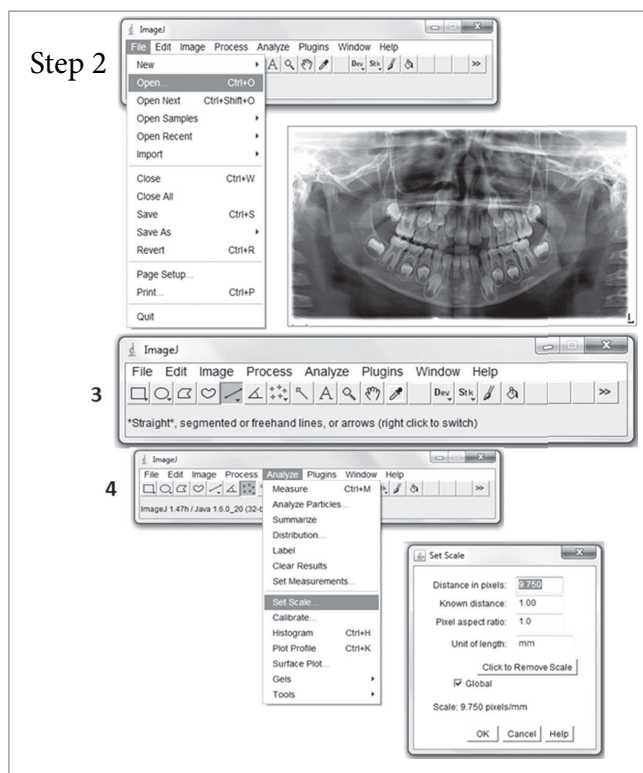 ImageJ
File Edit Image Process Analyze Plugins Window Help
Step 2
A Dev Stk >>
New
Open... Ctrl+O
Open Next Ctrl+Shift+O
Open Samples
Open Recent
Import
Close Ctrl+W
Close All
Save Ctrl+S
Save As
Revert Ctrl+R
Page Setup...
Print... Ctrl+P
Quit
L
ImageJ
File Edit Image Process Analyze Plugins Window Help
3
A Dev Stk >>
*Straight*, segmented or freehand lines, or arrows (right click to switch)
ImageJ
File Edit Image Process Analyze Plugins Window Help
4
>>
ImageJ 1.47h / Java 1.6.0_20 (32-b
Measure Ctrl+M
Analyze Particles...
Summarize
Distribution...
Label
Clear Results
Set Measurements...
Set Scale...
Calibrate...
Histogram Ctrl+H
Plot Profile Ctrl+K
Surface Plot...
Gels
Tools
Set Scale
Distance in pixels: 9.750
Known distance: 1.00
Pixel aspect ratio: 1.0
Unit of length: mm
Click to Remove Scale
Global
Scale: 9.750 pixels/mm
OK Cancel Help